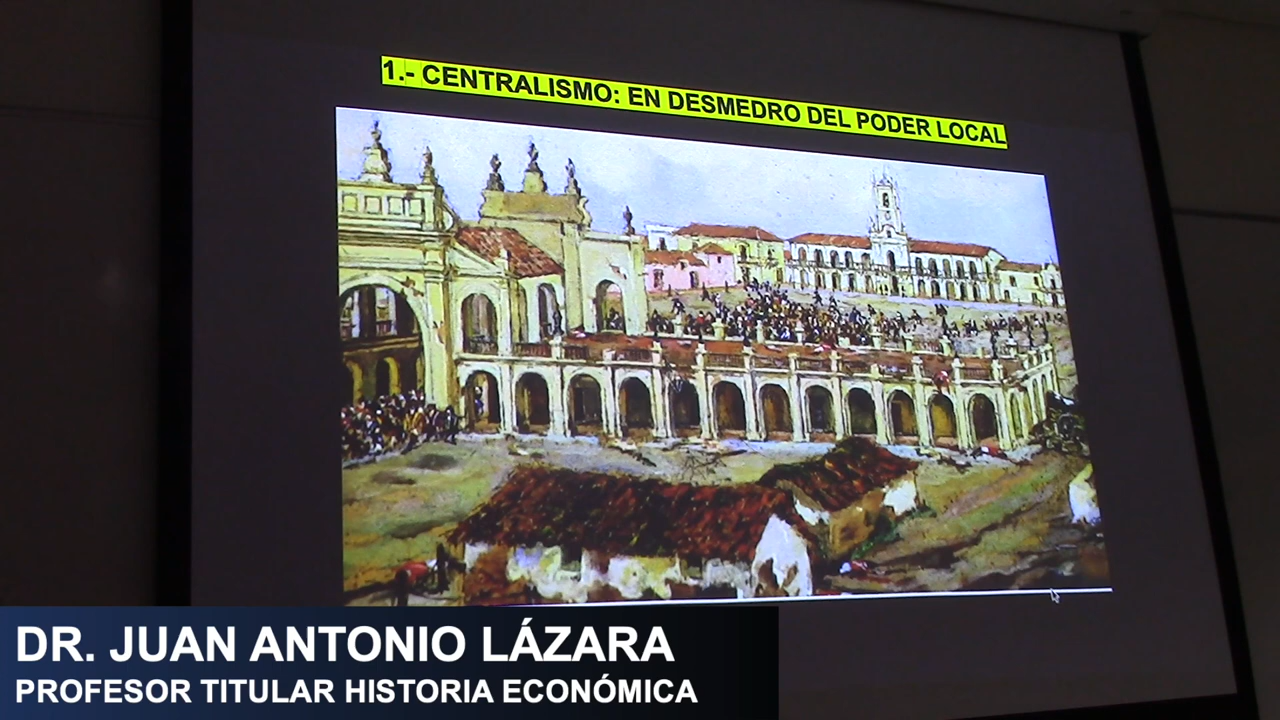 1.- CENTRALISMO: EN DESMEDRO DEL PODER LOCAL
DR. JUAN ANTONIO LÁZARA
PROFESOR TITULAR HISTORIA ECONÓMICA